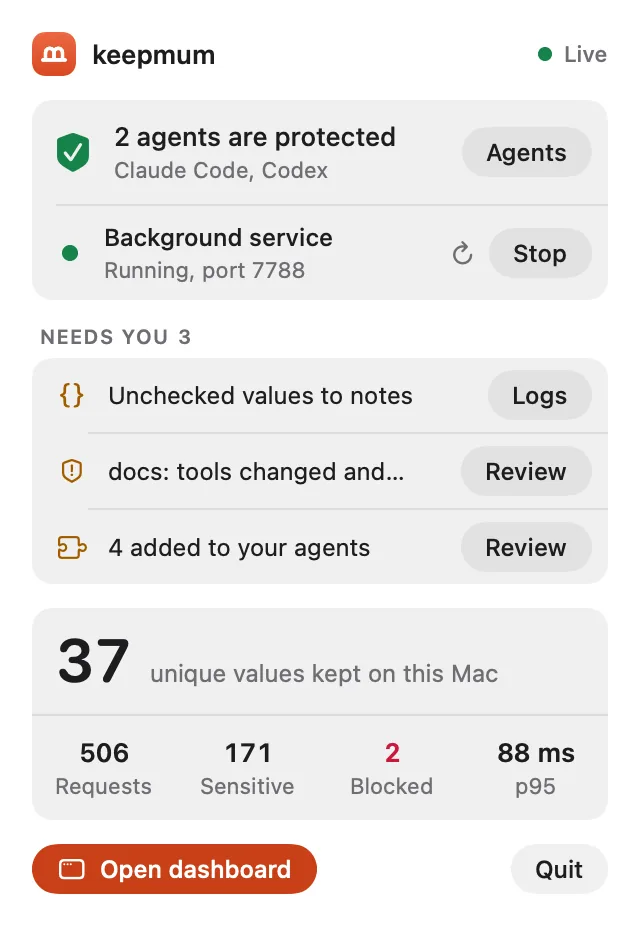 keepmum
Live
2 agents are protected
Claude Code, Codex
Agents
Background service
Running, port 7788
Stop
NEEDS YOU 3
{} Unchecked values to notes
Logs
docs: tools changed and...
Review
4 added to your agents
Review
37 unique values kept on this Mac
506 171 2 88 ms
Requests Sensitive Blocked p95
Open dashboard
Quit